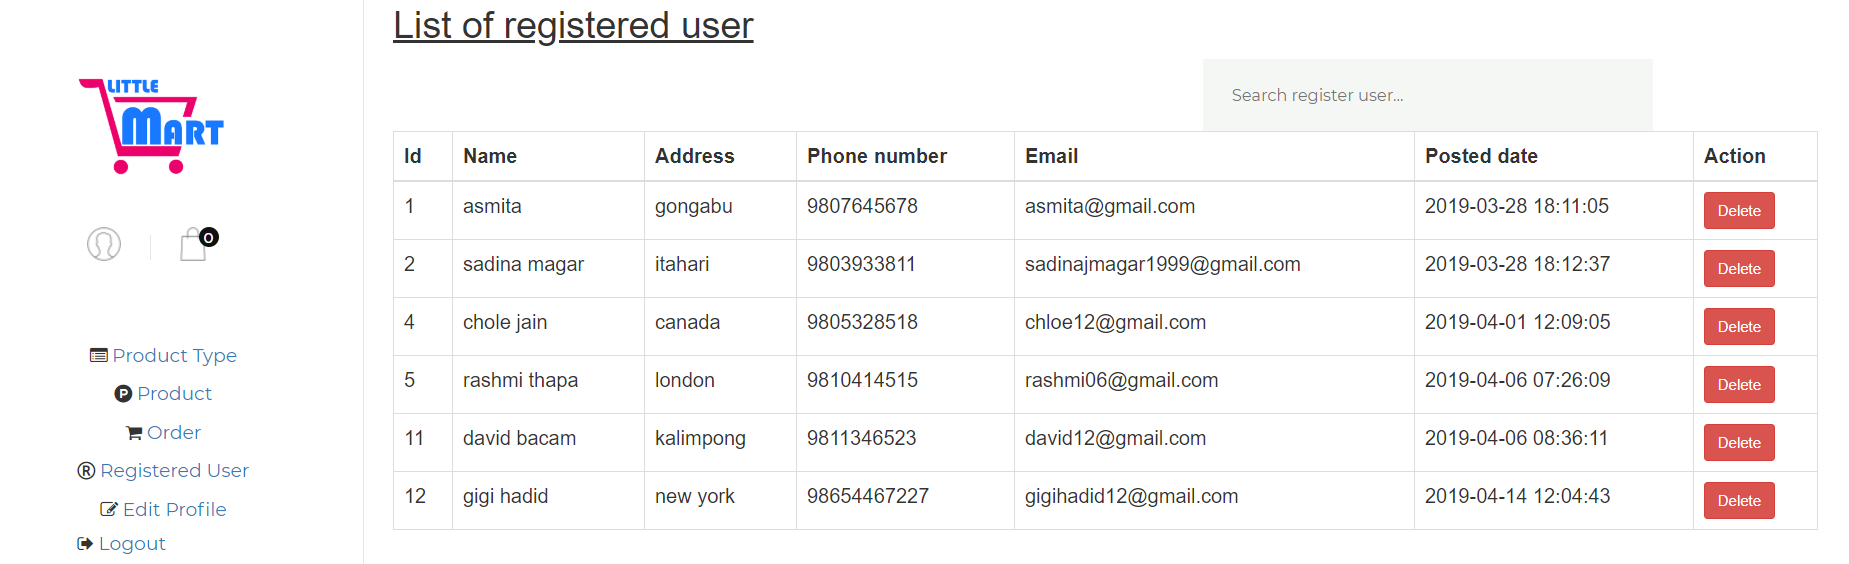 List of registered user
LITTLE
MART
Search register user...
0
Id Name Address Phone number Email Posted date Action
1 asmita gongabu 9807645678 asmita@gmail.com 2019-03-28 18:11:05 Delete
2 sadina magar itahari 9803933811 sadinajmagar1999@gmail.com 2019-03-28 18:12:37 Delete
4 chole jain canada 9805328518 chloe12@gmail.com 2019-04-01 12:09:05 Delete
5 rashmi thapa london 9810414515 rashmi06@gmail.com 2019-04-06 07:26:09 Delete
11 david bacam kalimpong 9811346523 david12@gmail.com 2019-04-06 08:36:11 Delete
12 gigi hadid new york 98654467227 gigihadid12@gmail.com 2019-04-14 12:04:43 Delete
Product Type
Product
Order
Registered User
Edit Profile
Logout